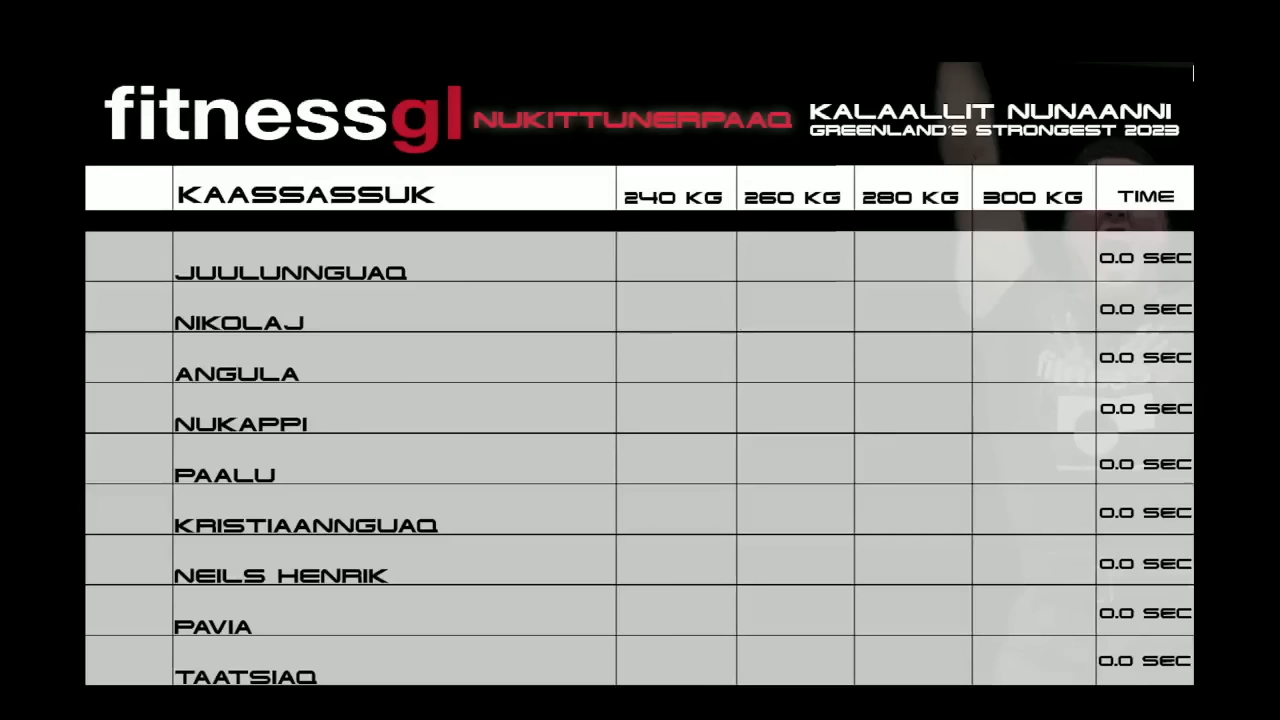 fitnessgl NUKITTUNERPAAQ KALAALLIT NUNAANNI
GREENLAND'S STRONGEST 2023
KAASSASSUK 240 KG 260 KG 280 KG 300 KG TIME
JUULUNNGUAQ 0.0 SEC
NIKOLAJ 0.0 SEC
ANGULA 0.0 SEC
NUKAPPI 0.0 SEC
PAALU 0.0 SEC
KRISTIAANNGUAQ 0.0 SEC
NEILS HENRIK 0.0 SEC
PAVIA 0.0 SEC
TAATSIAQ 0.0 SEC
fitness